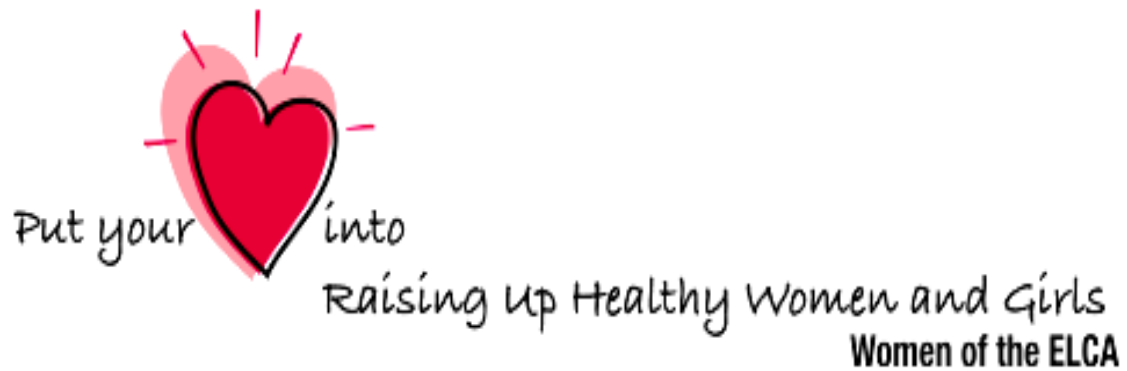 Put your into
Raising Up Healthy Women and Girls
Women of the ELCA